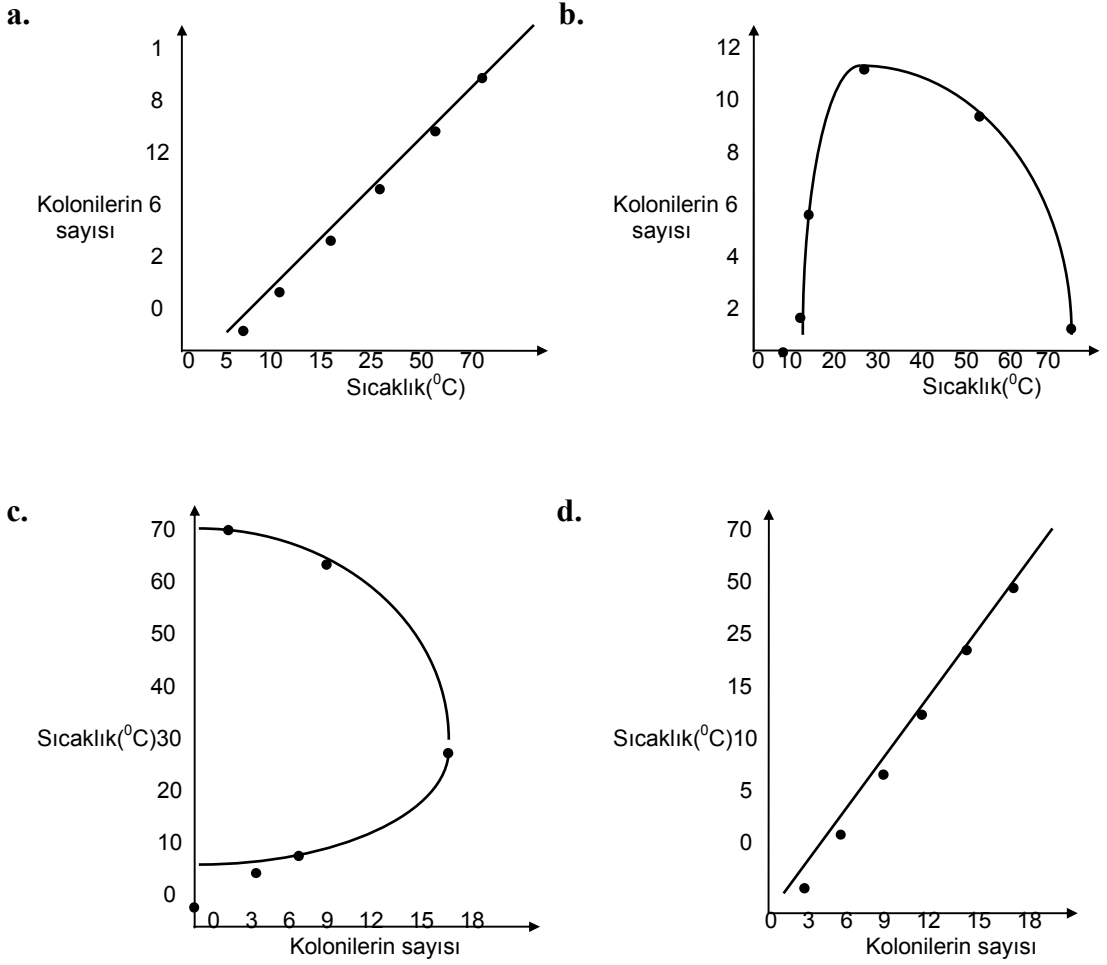 a.
1
8
12
Kolonilerin 6
sayısı
2
0
0 5 10 15 25 50 70
Sıcaklık(⁰C)
b.
12
10
8
Kolonilerin 6
sayısı
4
2
0 10 20 30 40 50 60 70
Sıcaklık(⁰C)
c.
70
60
50
40
Sıcaklık(⁰C)30
20
10
0
0 3 6 9 12 15 18
Kolonilerin sayısı
d.
70
50
25
15
Sıcaklık(⁰C)10
5
0
0 3 6 9 12 15 18
Kolonilerin sayısı